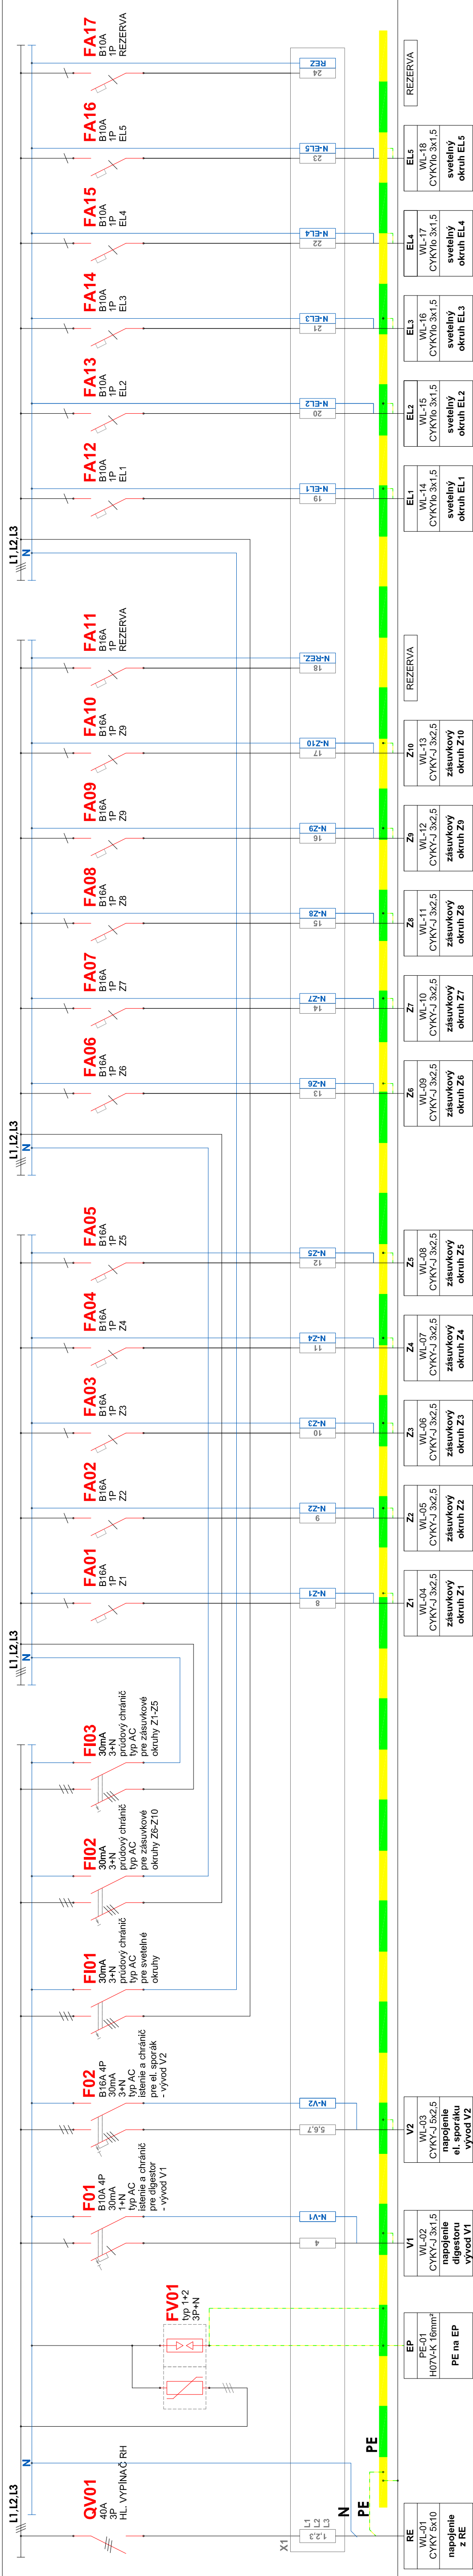 L1,L2,L3
N
QV01
40A
3P
HL. VYPÍNAČ RH
FV01
typ 1+2
3P+N
F01
B10A 4P
30mA
1+N
typ AC
istenie a chránič
pre digestor
- vývod V1
F02
B16A 4P
30mA
3+N
typ AC
istenie a chránič
pre el. sporák
- vývod V2
FI01
30mA
3+N
prúdový chránič
typ AC
pre svetelné
okruhy
FI02
30mA
3+N
prúdový chránič
typ AC
pre zásuvkové
okruhy Z6-Z10
FI03
30mA
3+N
prúdový chránič
typ AC
pre zásuvkové
okruhy Z1-Z5
L1,L2,L3
N
FA01
B16A
1P
Z1
FA02
B16A
1P
Z2
FA03
B16A
1P
Z3
FA04
B16A
1P
Z4
FA05
B16A
1P
Z5
L1,L2,L3
N
FA06
B16A
1P
Z6
FA07
B16A
1P
Z7
FA08
B16A
1P
Z8
FA09
B16A
1P
Z9
FA10
B16A
1P
Z9
FA11
B16A
1P
REZERVA
L1,L2,L3
N
FA12
B10A
1P
EL1
FA13
B10A
1P
EL2
FA14
B10A
1P
EL3
FA15
B10A
1P
EL4
FA16
B10A
1P
EL5
FA17
B10A
1P
REZERVA
X1
1,2,3
L1
L2
L3
4
N-V1
5,6,7
N-V2
8
N-Z1
9
N-Z2
10
N-Z3
11
N-Z4
12
N-Z5
13
N-Z6
14
N-Z7
15
N-Z8
16
N-Z9
17
N-Z10
18
N-REZ.
19
N-EL1
20
N-EL2
21
N-EL3
22
N-EL4
23
N-EL5
24
REZ
N
PE
PE
RE
WL-01
CYKY 5x10
napojenie
z RE
EP
PE-01
H07V-K 16mm²
PE na EP
V1
WL-02
CYKY-J 3x1,5
napojenie
digestoru
vývod V1
V2
WL-03
CYKY-J 5x2,5
napojenie
el. sporáku
vývod V2
Z1
WL-04
CYKY-J 3x2,5
zásuvkový
okruh Z1
Z2
WL-05
CYKY-J 3x2,5
zásuvkový
okruh Z2
Z3
WL-06
CYKY-J 3x2,5
zásuvkový
okruh Z3
Z4
WL-07
CYKY-J 3x2,5
zásuvkový
okruh Z4
Z5
WL-08
CYKY-J 3x2,5
zásuvkový
okruh Z5
Z6
WL-09
CYKY-J 3x2,5
zásuvkový
okruh Z6
Z7
WL-10
CYKY-J 3x2,5
zásuvkový
okruh Z7
Z8
WL-11
CYKY-J 3x2,5
zásuvkový
okruh Z8
Z9
WL-12
CYKY-J 3x2,5
zásuvkový
okruh Z9
Z10
WL-13
CYKY-J 3x2,5
zásuvkový
okruh Z10
REZERVA
EL1
WL-14
CYKYlo 3x1,5
svetelný
okruh EL1
EL2
WL-15
CYKYlo 3x1,5
svetelný
okruh EL2
EL3
WL-16
CYKYlo 3x1,5
svetelný
okruh EL3
EL4
WL-17
CYKYlo 3x1,5
svetelný
okruh EL4
EL5
WL-18
CYKYlo 3x1,5
svetelný
okruh EL5
REZERVA